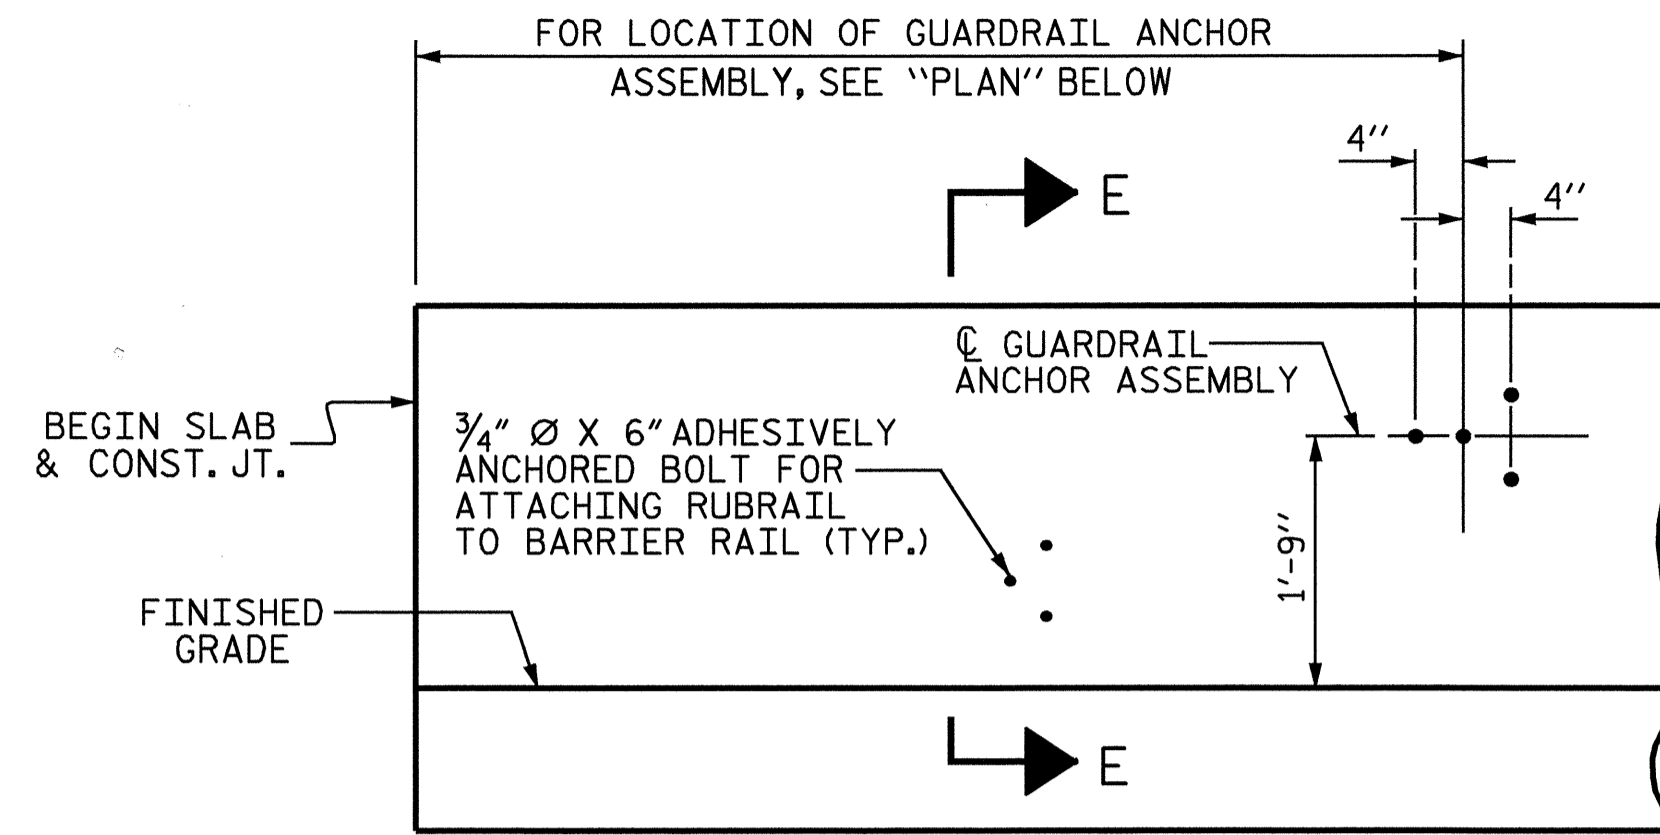 FOR LOCATION OF GUARDRAIL ANCHOR
ASSEMBLY, SEE "PLAN" BELOW
4"
4"
E
℄ GUARDRAIL
ANCHOR ASSEMBLY
BEGIN SLAB
& CONST. JT.
3/4" Ø X 6" ADHESIVELY
ANCHORED BOLT FOR
ATTACHING RUBRAIL
TO BARRIER RAIL (TYP.)
1'-9"
FINISHED
GRADE
E